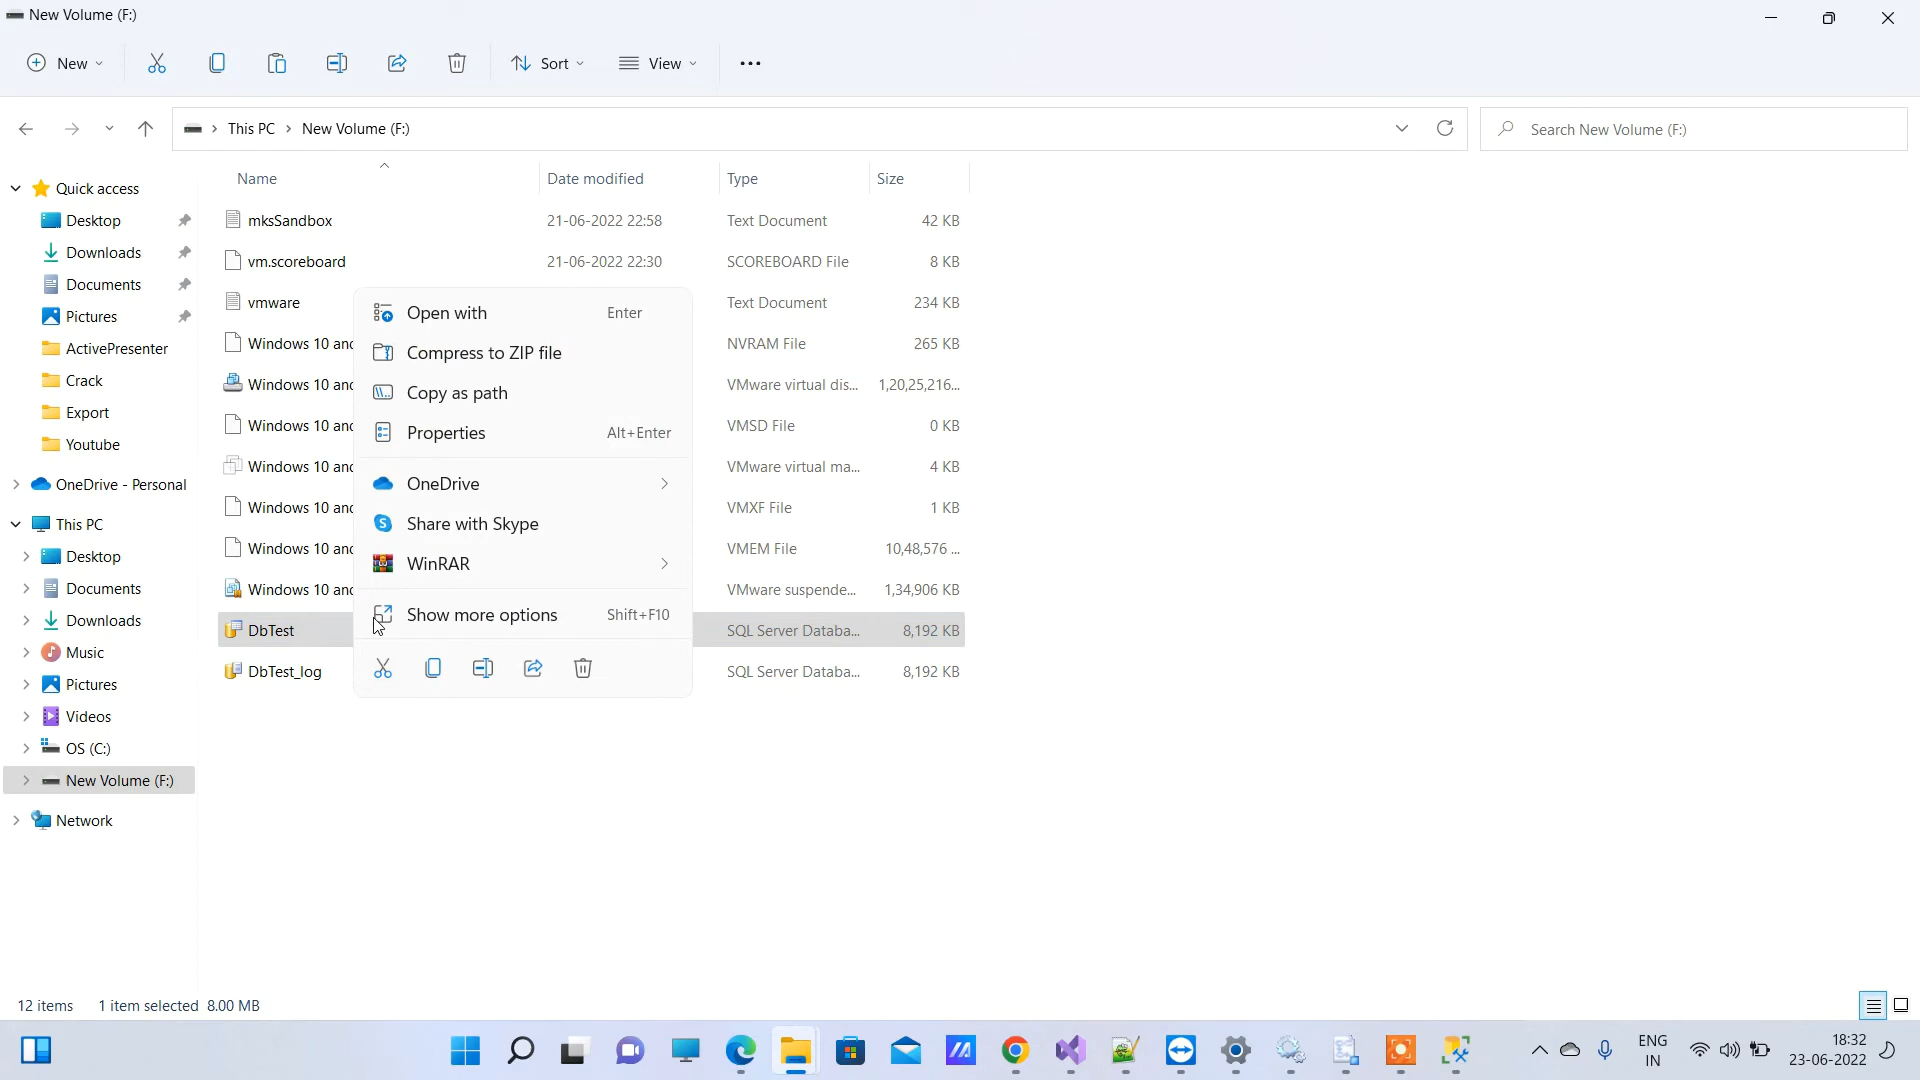 New Volume (F:)
New
Sort
View
This PC
New Volume (F:)
Search New Volume (F:)
Name
Date modified
Type
Size
Quick access
Desktop
Downloads
Documents
Pictures
ActivePresenter
Crack
Export
Youtube
OneDrive - Personal
This PC
Desktop
Documents
Downloads
Music
Pictures
Videos
OS (C:)
New Volume (F:)
Network
mksSandbox 21-06-2022 22:58 Text Document 42 KB
vm.scoreboard 21-06-2022 22:30 SCOREBOARD File 8 KB
vmware Text Document 234 KB
Windows 10 and NVRAM File 265 KB
Windows 10 and VMware virtual dis... 1,20,25,216...
Windows 10 and VMSD File 0 KB
Windows 10 and VMware virtual ma... 4 KB
Windows 10 and VMXF File 1 KB
Windows 10 and VMEM File 10,48,576 ...
Windows 10 and VMware suspende... 1,34,906 KB
DbTest SQL Server Databa... 8,192 KB
DbTest_log SQL Server Databa... 8,192 KB
Open with Enter
Compress to ZIP file
Copy as path
Properties Alt+Enter
OneDrive
Share with Skype
WinRAR
Show more options Shift+F10
12 items 1 item selected 8.00 MB
ENG
IN
18:32
23-06-2022